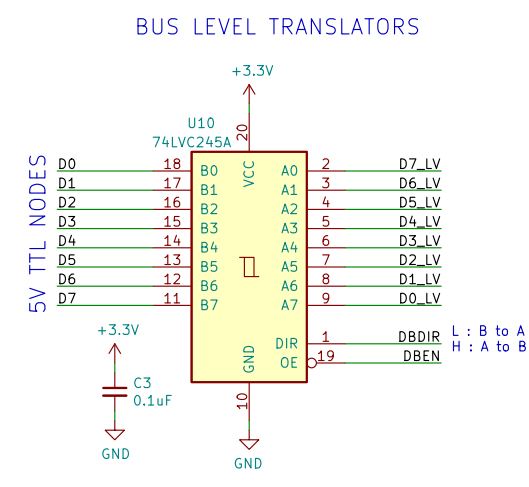 BUS LEVEL TRANSLATORS
+3.3V
U10
74LVC245A
20
VCC
5V TTL NODES
D0 18 B0 A0 2 D7_LV
D1 17 B1 A1 3 D6_LV
D2 16 B2 A2 4 D5_LV
D3 15 B3 A3 5 D4_LV
D4 14 B4 A4 6 D3_LV
D5 13 B5 A5 7 D2_LV
D6 12 B6 A6 8 D1_LV
D7 11 B7 A7 9 D0_LV
DIR 1 DBDIR
OE 19 DBEN
L : B to A
H : A to B
GND
10
GND
+3.3V
C3
0.1uF
GND